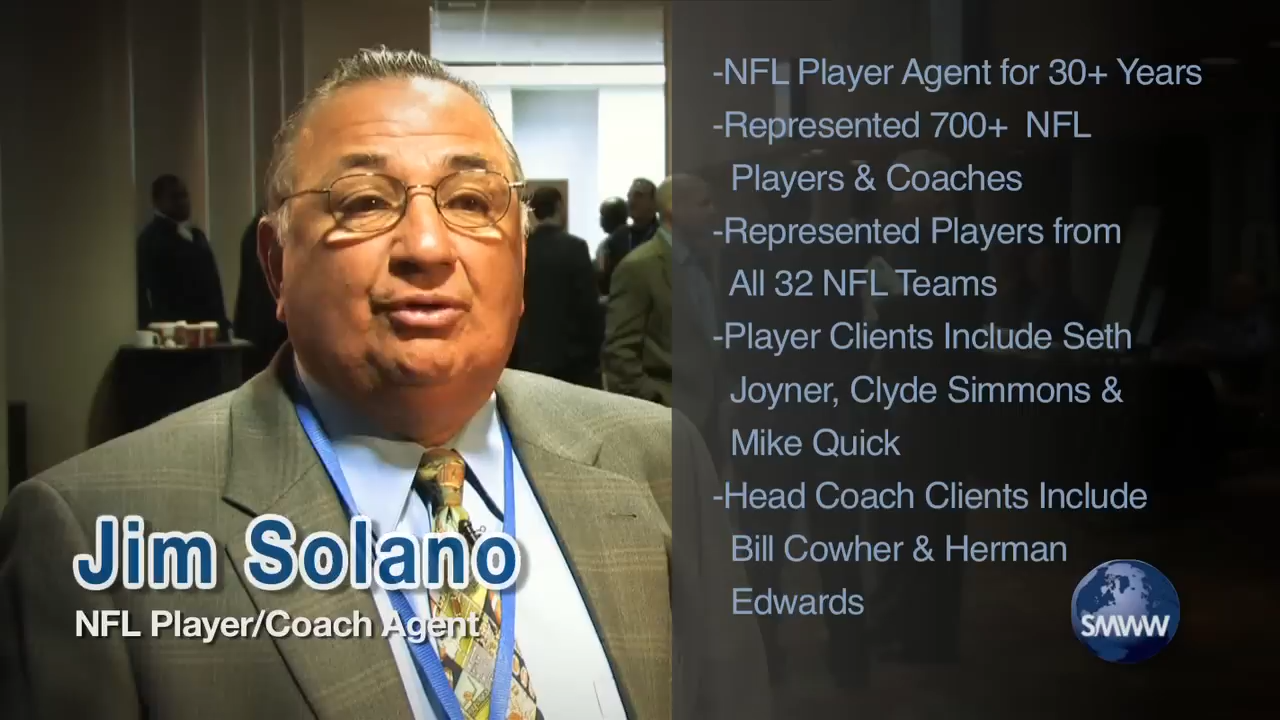 -NFL Player Agent for 30+ Years
-Represented 700+ NFL
Players & Coaches
-Represented Players from
All 32 NFL Teams
-Player Clients Include Seth
Joyner, Clyde Simmons &
Mike Quick
-Head Coach Clients Include
Bill Cowher & Herman
Edwards
Jim Solano
NFL Player/Coach Agent
SMWW